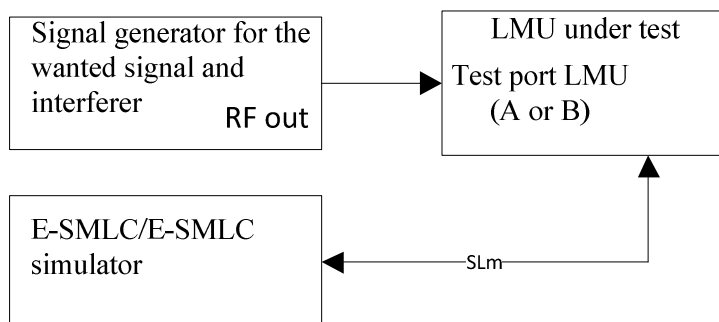 Signal generator for the
wanted signal and
interferer
RF out
LMU under test
Test port LMU
(A or B)
E-SMLC/E-SMLC
simulator
SLm